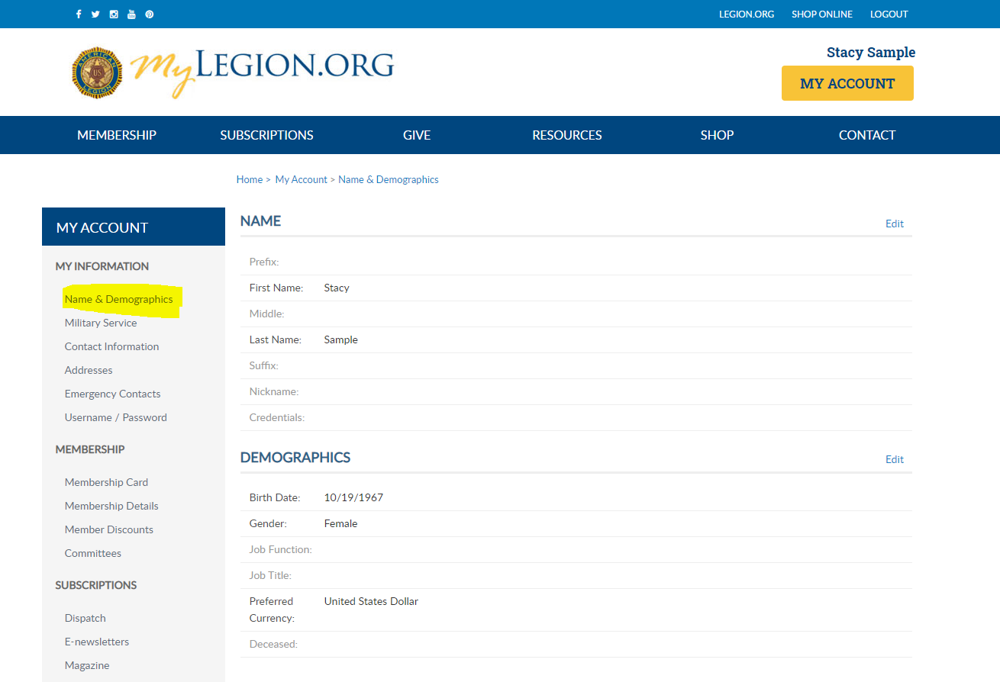 LEGION.ORG SHOP ONLINE LOGOUT
AMERICAN
US
LEGION
MyLEGION.ORG
Stacy Sample
MY ACCOUNT
MEMBERSHIP SUBSCRIPTIONS GIVE RESOURCES SHOP CONTACT
Home > My Account > Name & Demographics
MY ACCOUNT
MY INFORMATION
Name & Demographics
Military Service
Contact Information
Addresses
Emergency Contacts
Username / Password
MEMBERSHIP
Membership Card
Membership Details
Member Discounts
Committees
SUBSCRIPTIONS
Dispatch
E-newsletters
Magazine
NAME Edit
Prefix:
First Name: Stacy
Middle:
Last Name: Sample
Suffix:
Nickname:
Credentials:
DEMOGRAPHICS Edit
Birth Date: 10/19/1967
Gender: Female
Job Function:
Job Title:
Preferred United States Dollar
Currency:
Deceased: